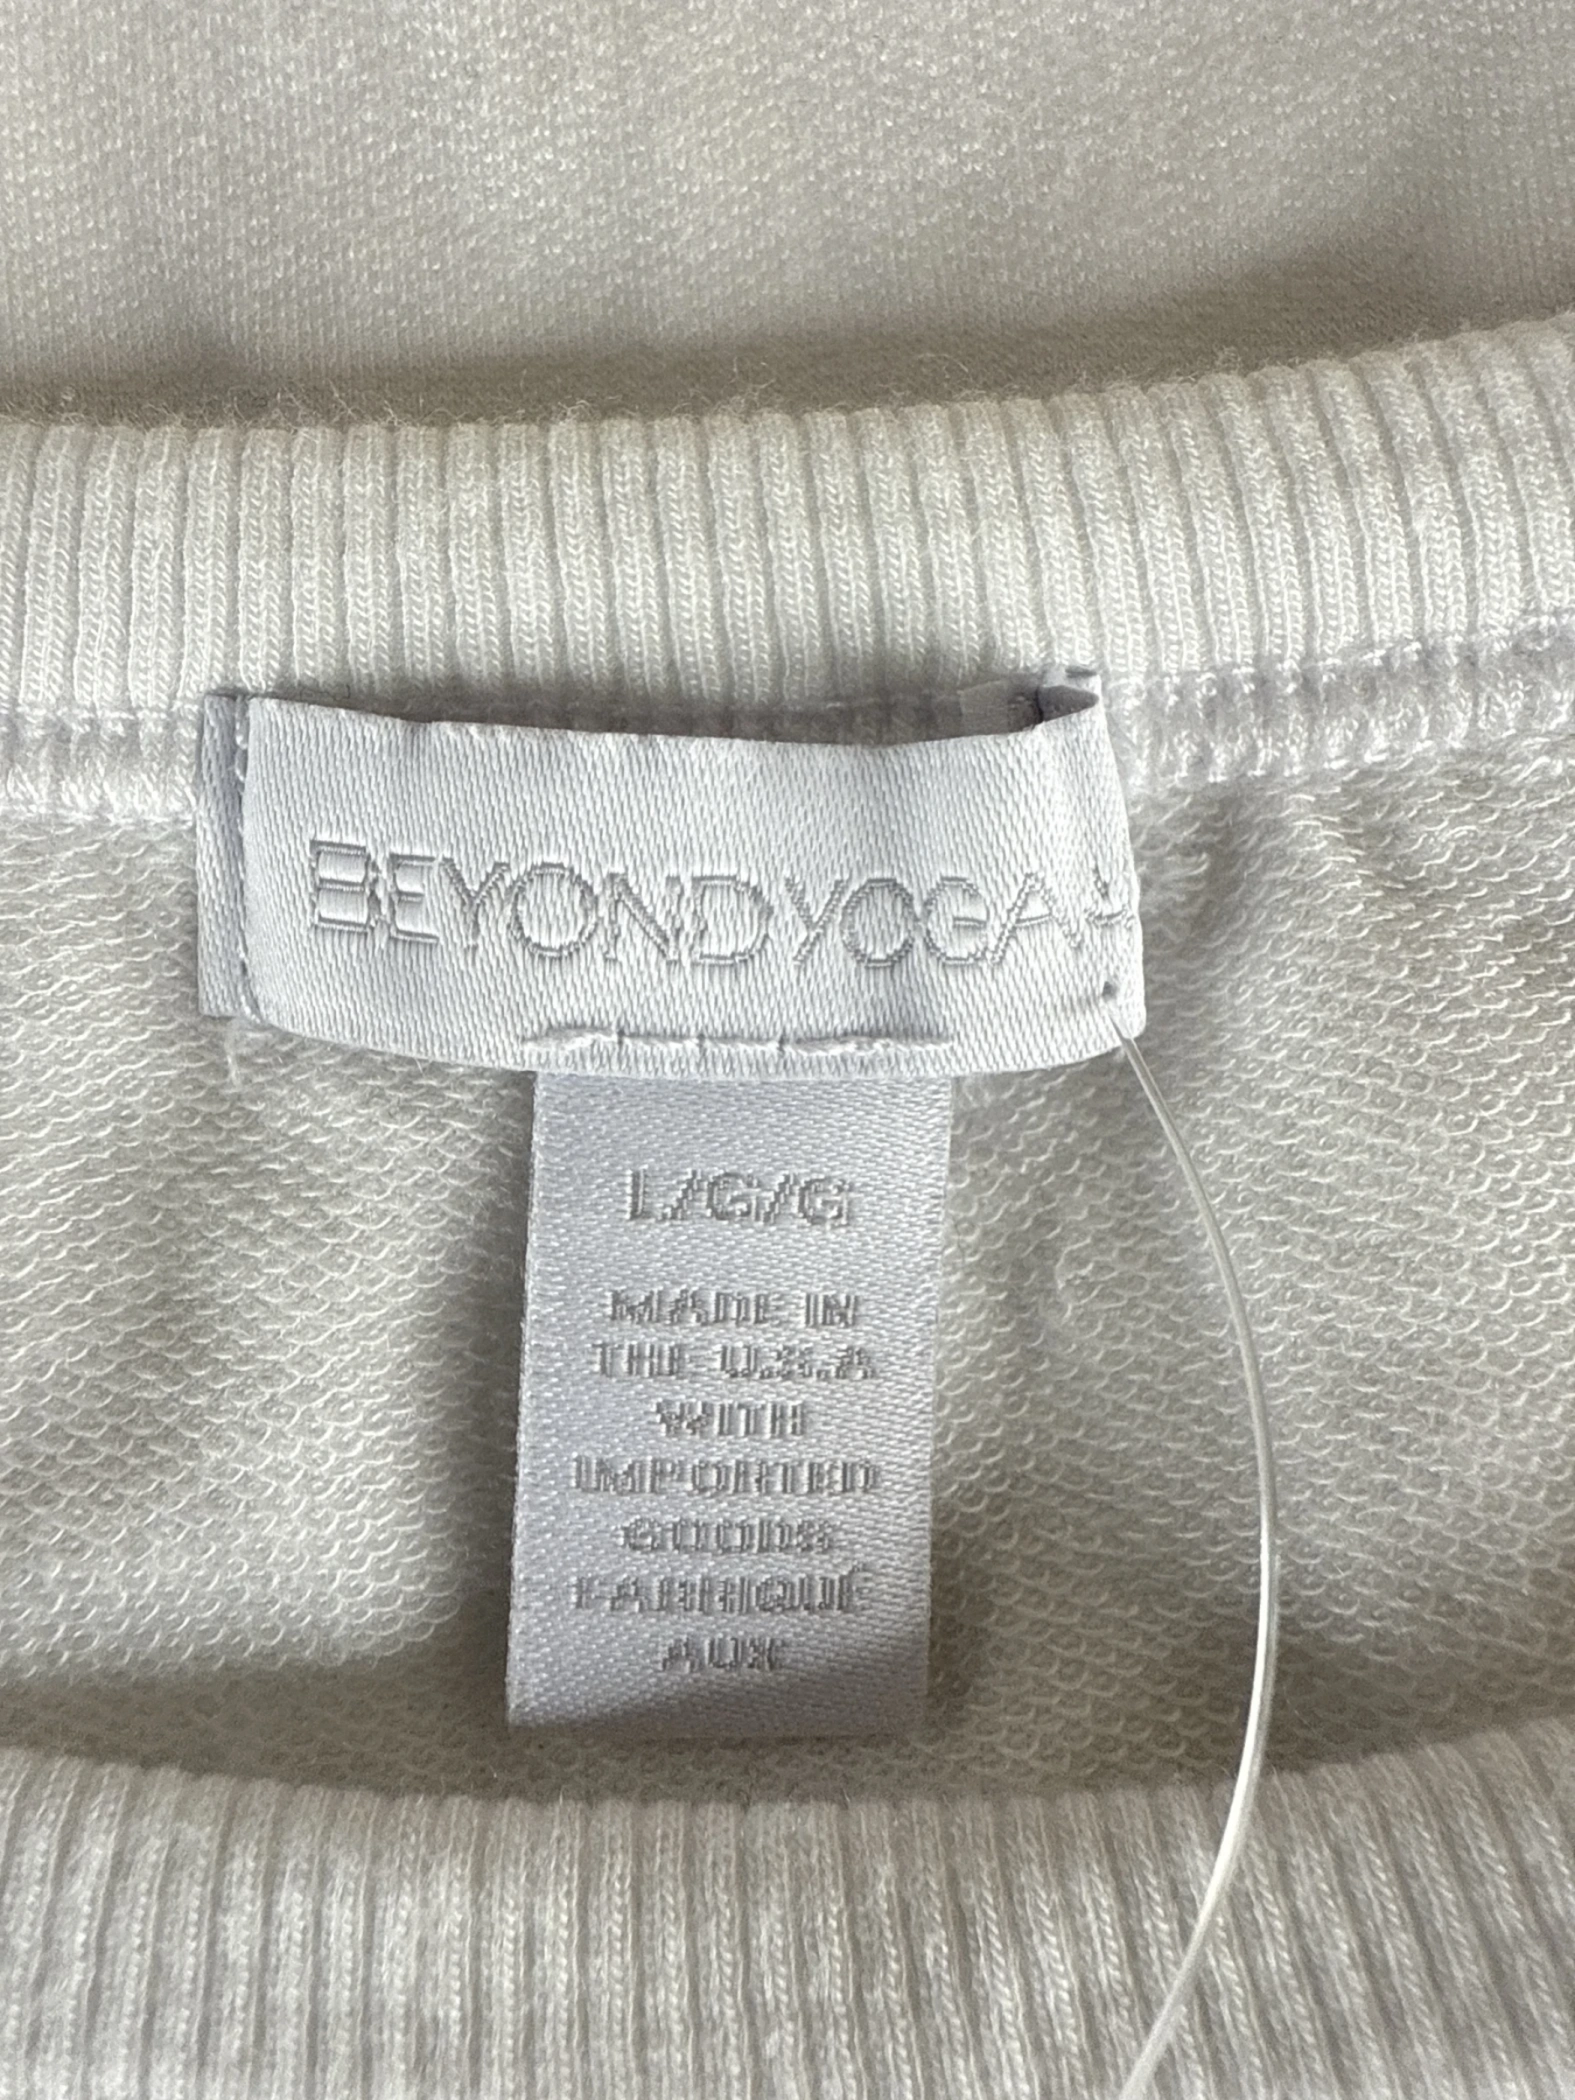 BEYOND YOGA
L/G/G
MADE IN
THE U.S.A
WITH
IMPORTED
GOODS
FABRIQUÉ
AUX